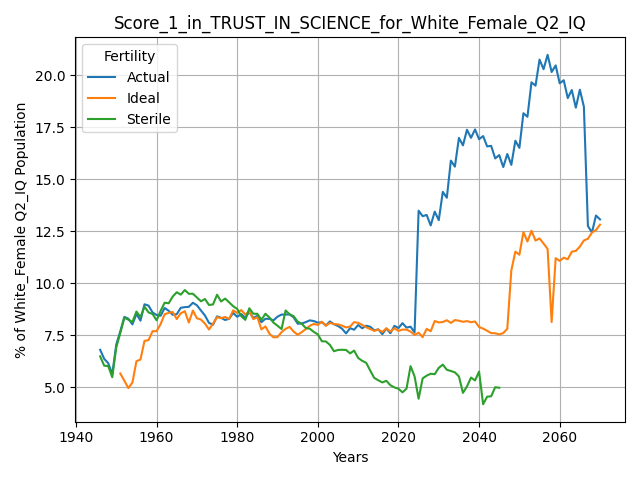 Score_1_in_TRUST_IN_SCIENCE_for_White_Female_Q2_IQ
Fertility
Actual
Ideal
Sterile
% of White_Female Q2_IQ Population
20.0
17.5
15.0
12.5
10.0
7.5
5.0
1940 1960 1980 2000 2020 2040 2060
Years